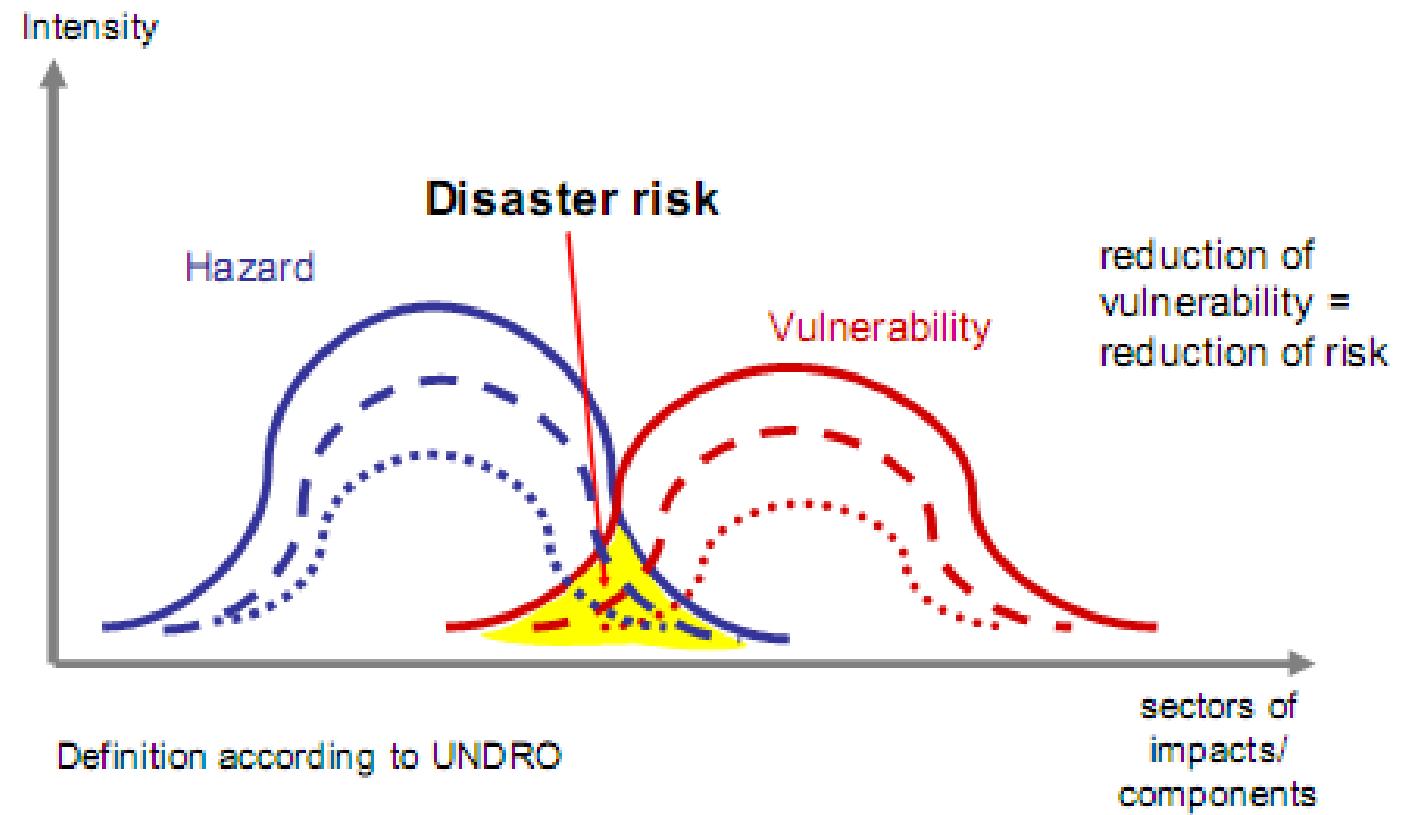 Intensity
Disaster risk
Hazard
Vulnerability
reduction of
vulnerability =
reduction of risk
sectors of
impacts/
components
Definition according to UNDRO